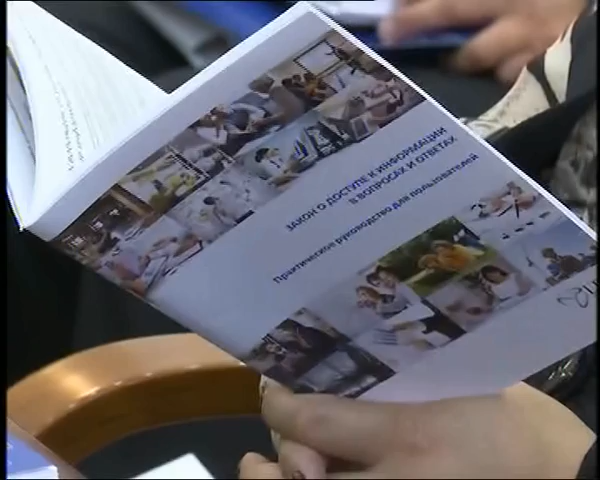 ЗАКОН О ДОСТУПЕ К ИНФОРМАЦИИ
В ВОПРОСАХ И ОТВЕТАХ
Практическое руководство для пользователей